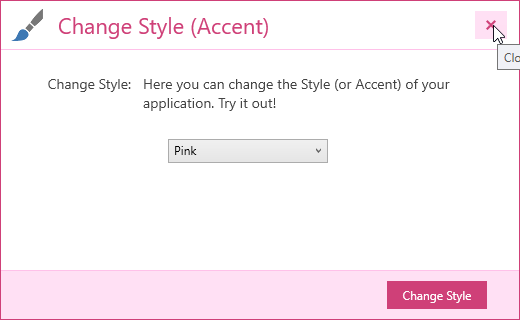 Change Style (Accent)
Clo
Change Style: Here you can change the Style (or Accent) of your
application. Try it out!
Pink
Change Style